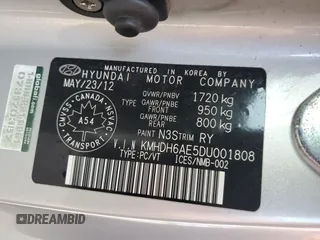 MANUFACTURED IN KOREA BY
HYUNDAI MOTOR COMPANY
MAY/23/12
GVWR/PNBV 1720 kg
TYPE GAWR/PNBE FRONT 950 kg
GAWR/PNBE REAR 800 kg
PAINT N3S TRIM RY
CANADA
CMVSS
NSVAC
A54
TRANSPORT
V.I.N KMHDH6AE5DU001808
TYPE:PC/VT ICES/NMB-002
DREAMBID